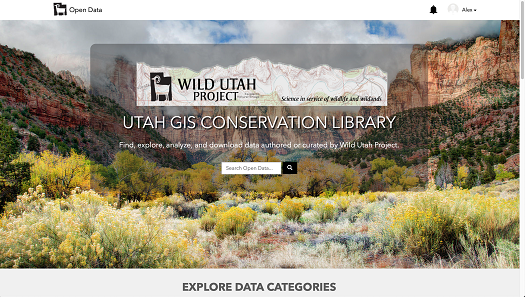 Open Data
Alex
WILD UTAH
PROJECT
Science in service of wildlife and wildlands
UTAH GIS CONSERVATION LIBRARY
Find, explore, analyze, and download data authored or curated by Wild Utah Project.
Search Open Data...
EXPLORE DATA CATEGORIES